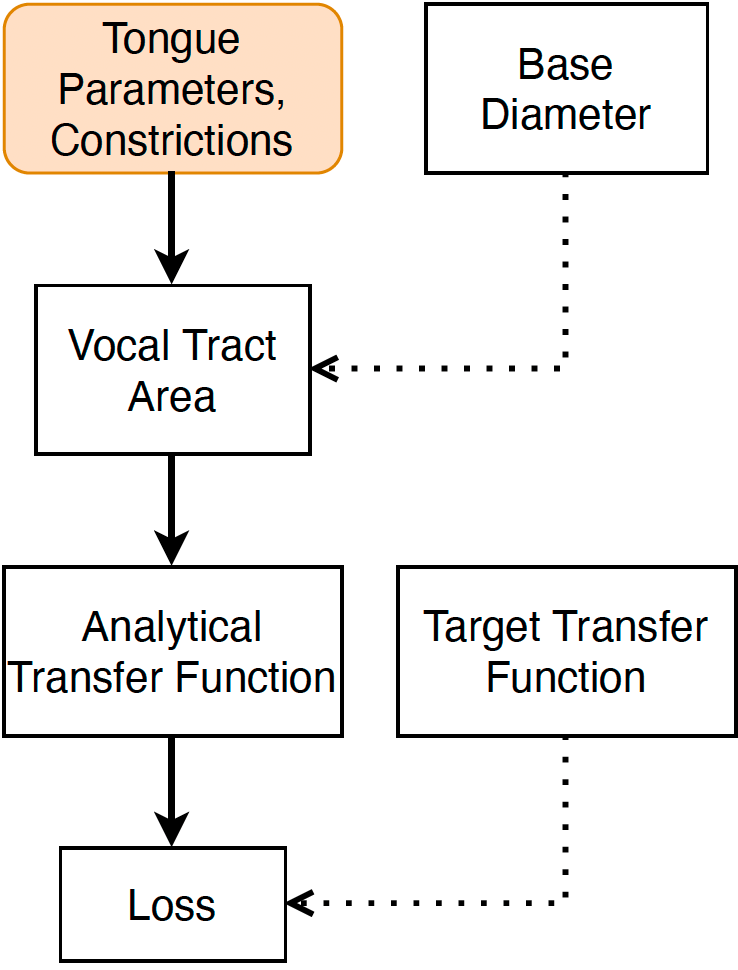 Tongue
Parameters,
Constrictions
Base
Diameter
Vocal Tract
Area
Analytical
Transfer Function
Target Transfer
Function
Loss